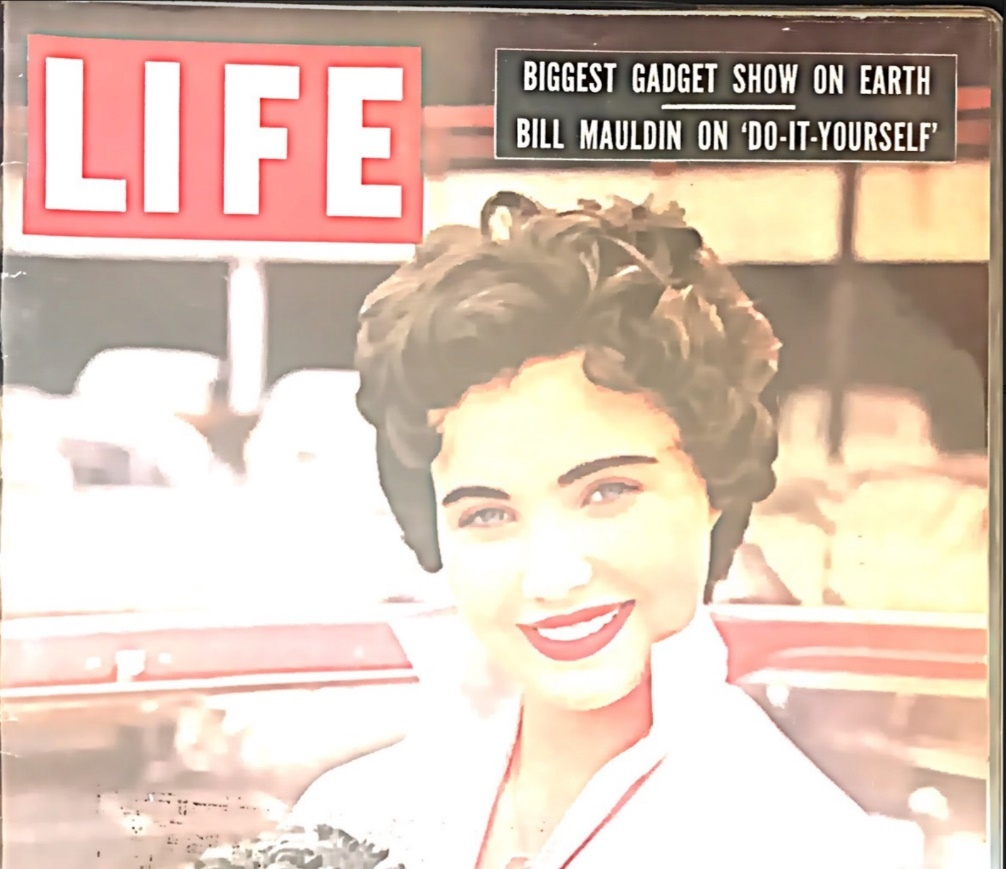 LIFE
BIGGEST GADGET SHOW ON EARTH
BILL MAULDIN ON ‘DO-IT-YOURSELF’